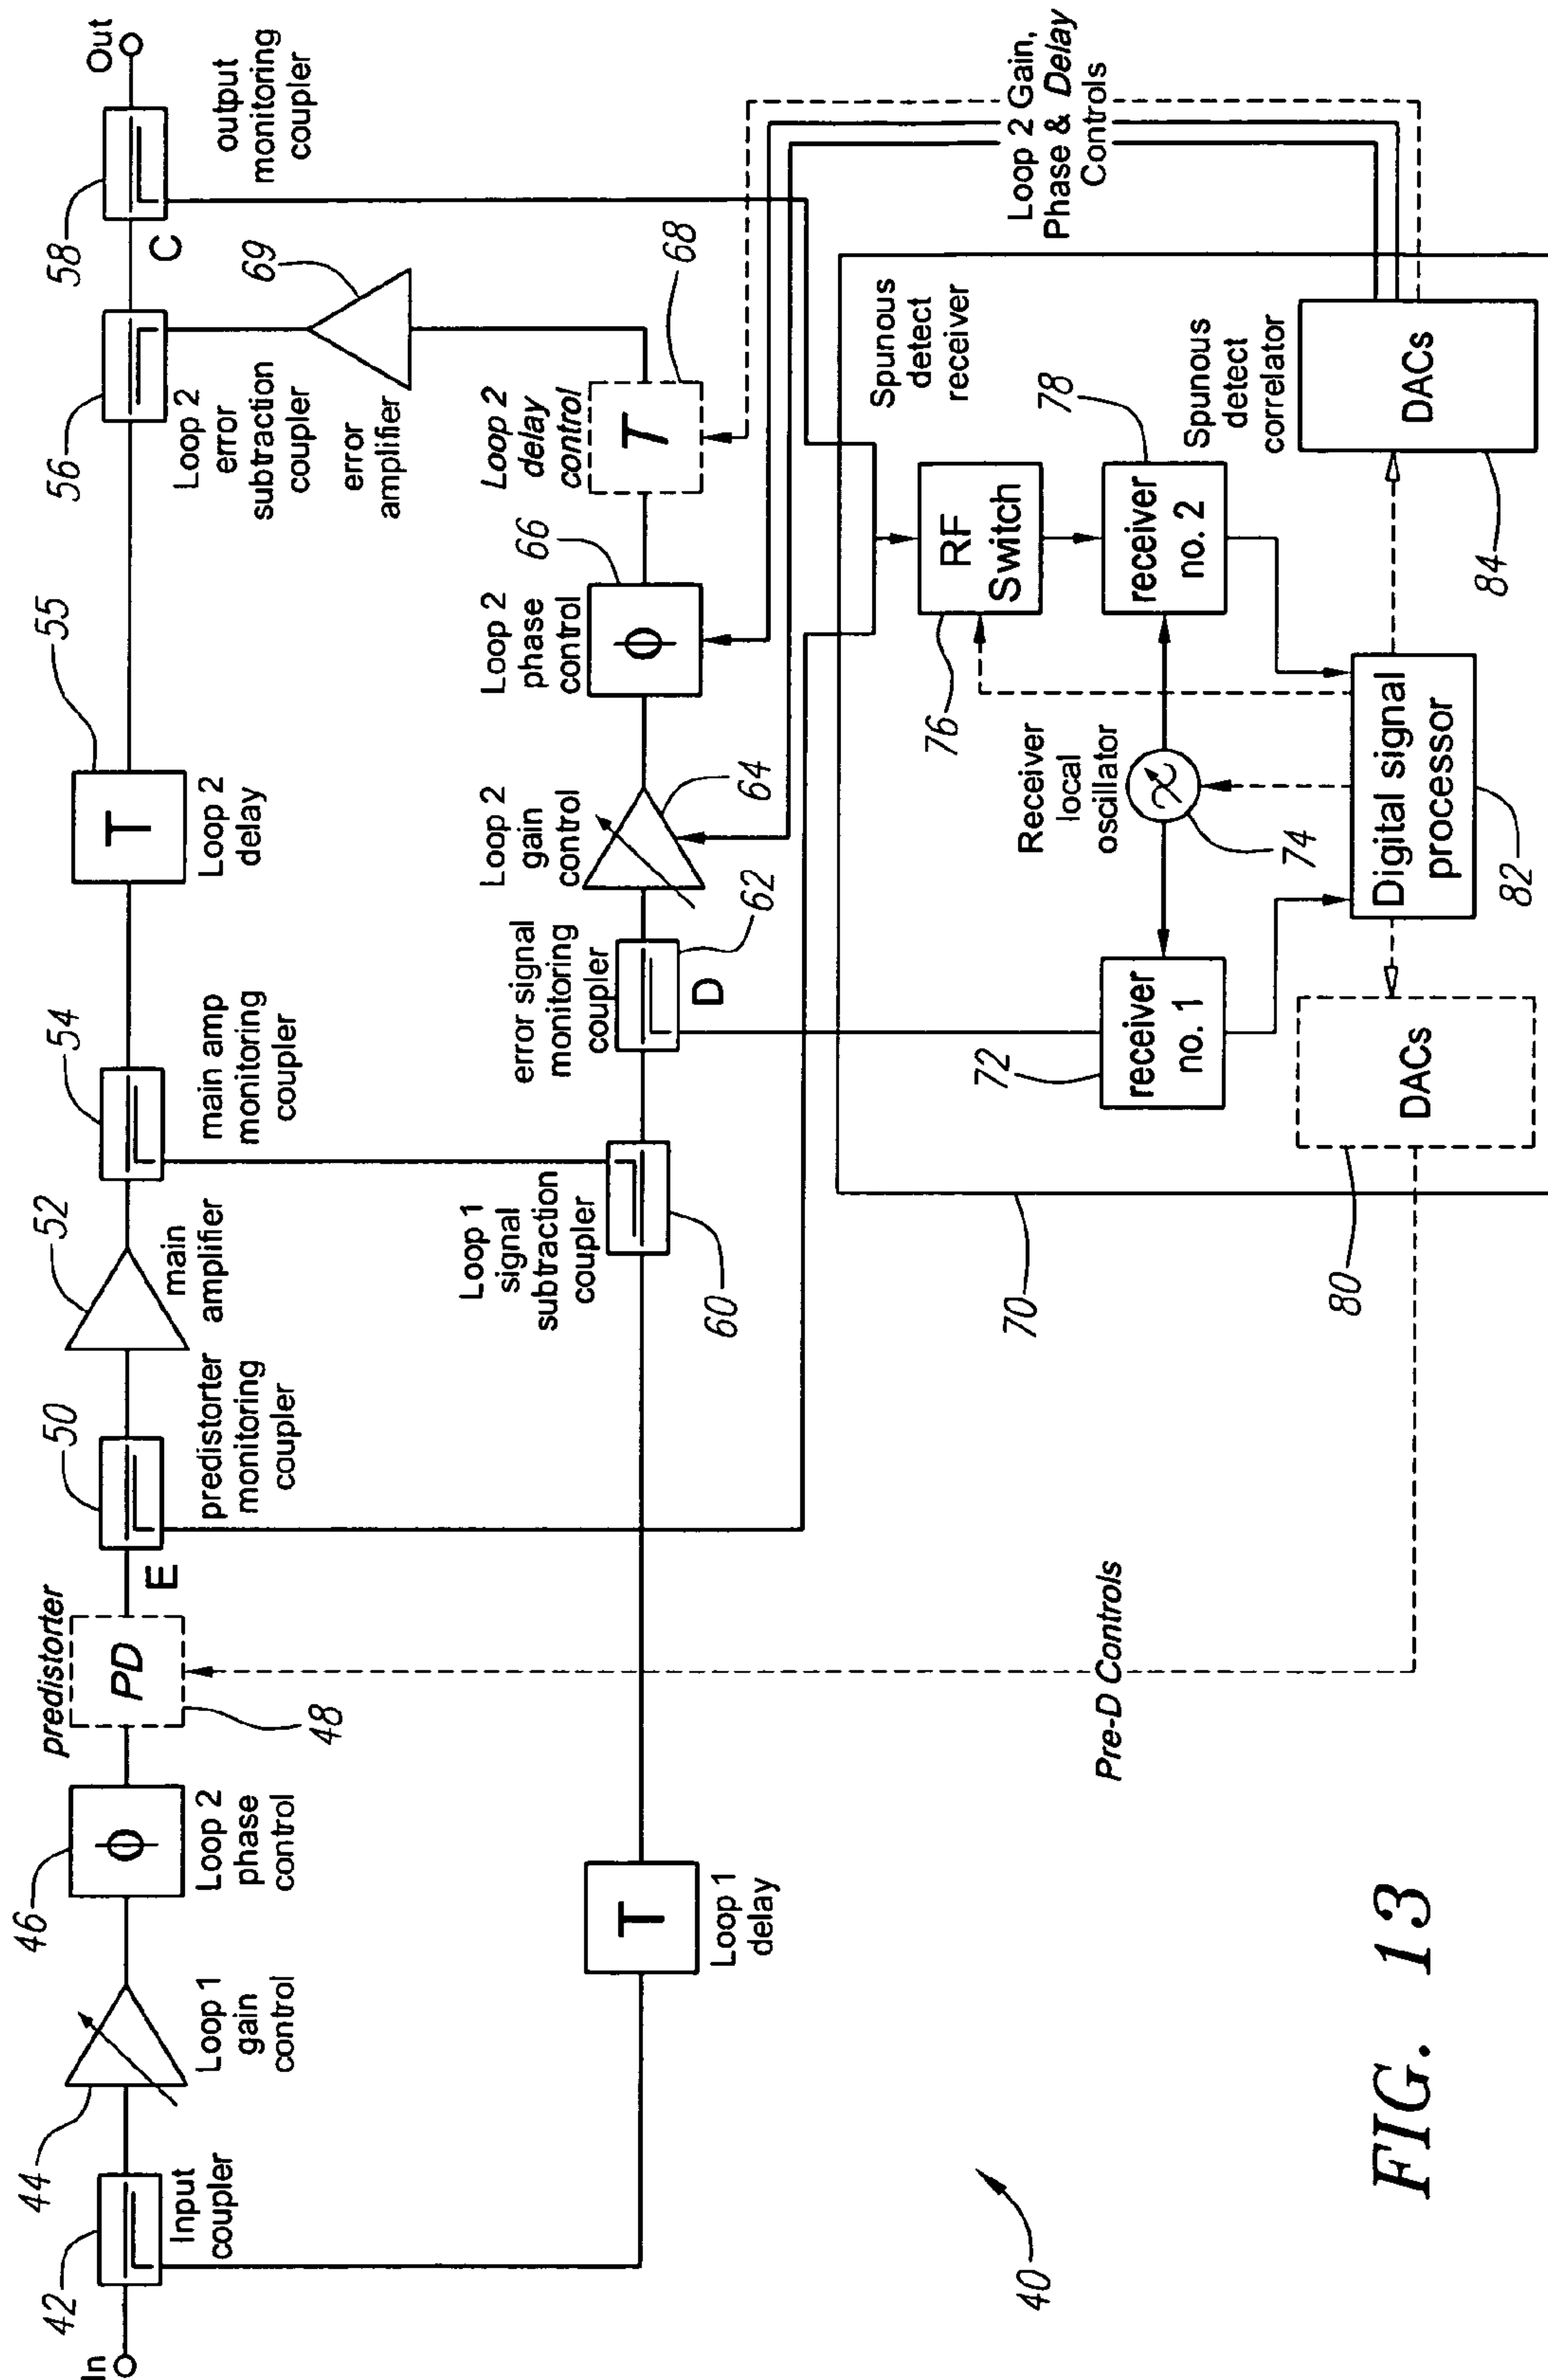 In
42
Input
coupler
44
Loop 1
gain
control
46
ϕ
Loop 2
phase
control
predistorter
PD
48
E
50
predistorter
monitoring
coupler
52
main
amplifier
54
main amp
monitoring
coupler
55
T
Loop 2
delay
56
Loop 2
error
subtraction
coupler
58
C
output
monitoring
coupler
Out
69
error
amplifier
T
Loop 1
delay
Loop 1
signal
subtraction
coupler
60
error signal
monitoring
coupler
D
62
Loop 2
gain
control
64
Loop 2
phase
control
ϕ
66
Loop 2
delay
control
T
68
Loop 2 Gain,
Phase & Delay
Controls
Spunous
detect
receiver
RF
Switch
76
receiver
no. 1
72
Receiver
local
oscillator
74
receiver
no. 2
78
Spunous
detect
correlator
DACs
80
Digital signal
processor
82
DACs
84
70
Pre-D Controls
40
FIG. 13